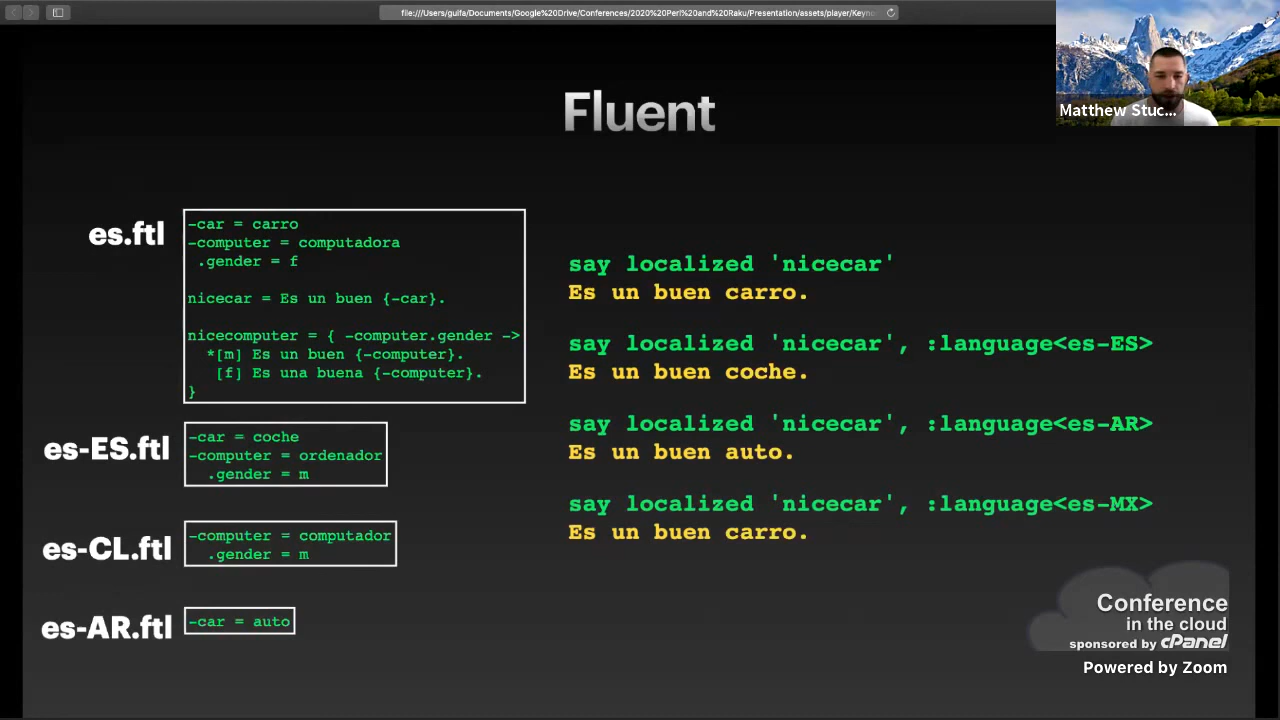 file:///Users/guifa/Documents/Google%20Drive/Conferences/2020%20Perl%20and%20Raku/Presentation/assets/player/Keyno
Matthew Stuc...
Fluent
es.ftl
-car = carro
-computer = computadora
.gender = f
nicecar = Es un buen {-car}.
nicecomputer = { -computer.gender ->
*[m] Es un buen {-computer}.
[f] Es una buena {-computer}.
}
es-ES.ftl
-car = coche
-computer = ordenador
.gender = m
es-CL.ftl
-computer = computador
.gender = m
es-AR.ftl
-car = auto
say localized 'nicecar'
Es un buen carro.
say localized 'nicecar', :language<es-ES>
Es un buen coche.
say localized 'nicecar', :language<es-AR>
Es un buen auto.
say localized 'nicecar', :language<es-MX>
Es un buen carro.
Conference
in the cloud
sponsored by cPanel
Powered by Zoom